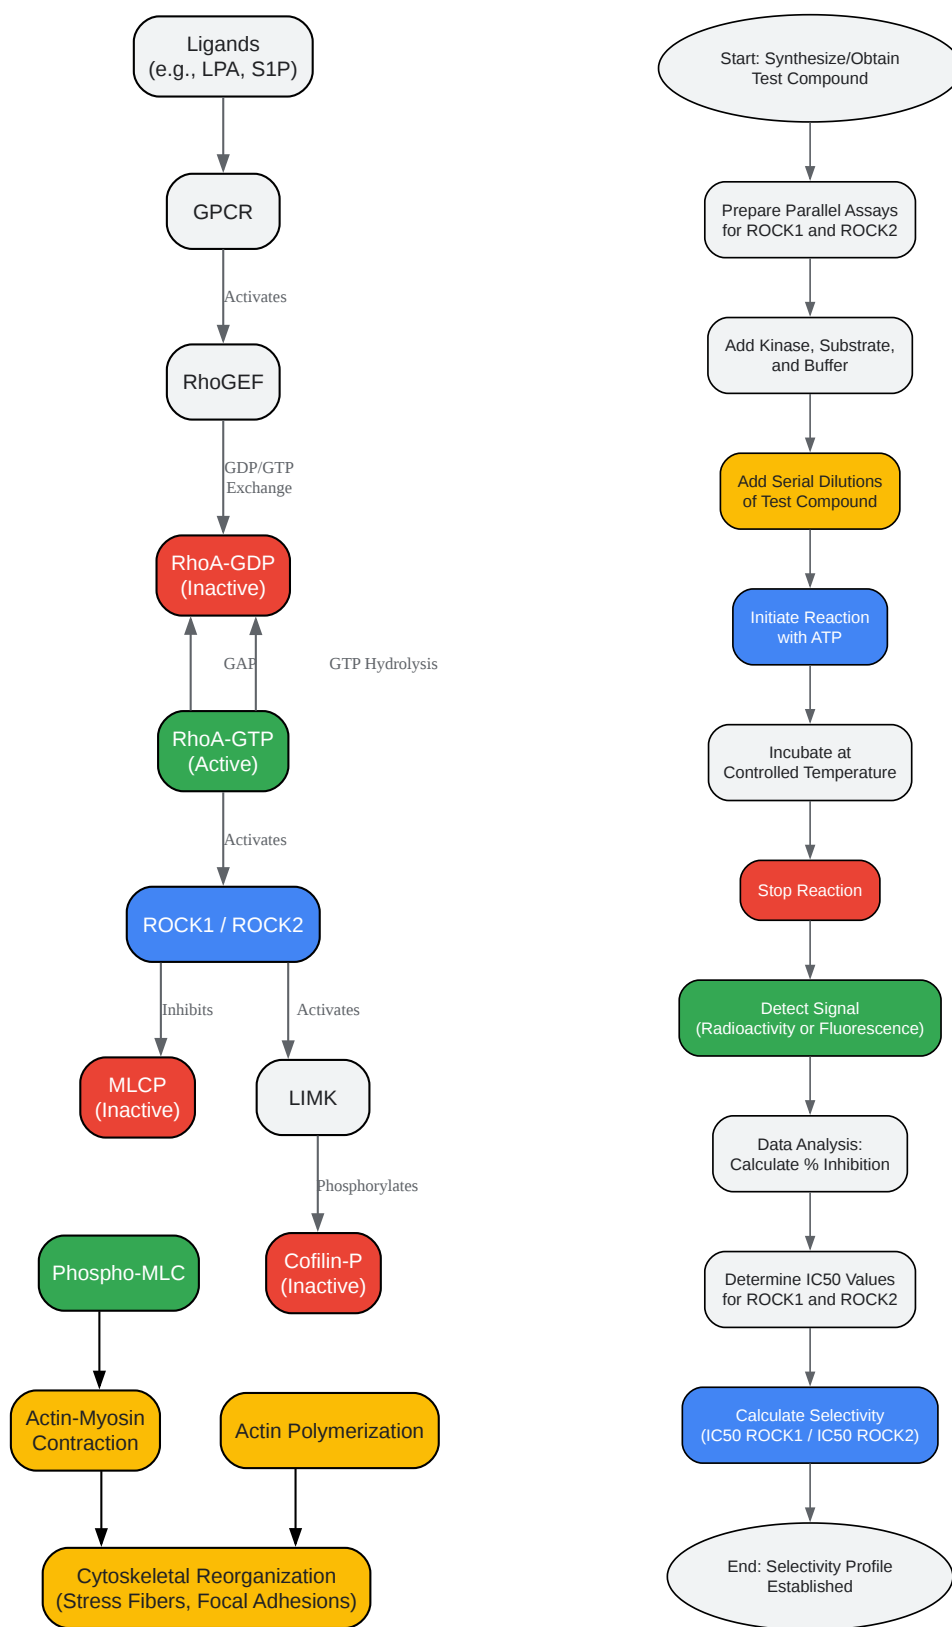 Ligands
(e.g., LPA, S1P)
GPCR
Activates
RhoGEF
GDP/GTP
Exchange
RhoA-GDP
(Inactive)
GAP
GTP Hydrolysis
RhoA-GTP
(Active)
Activates
ROCK1 / ROCK2
Inhibits
Activates
MLCP
(Inactive)
LIMK
Phosphorylates
Phospho-MLC
Cofilin-P
(Inactive)
Actin-Myosin
Contraction
Actin Polymerization
Cytoskeletal Reorganization
(Stress Fibers, Focal Adhesions)
Start: Synthesize/Obtain
Test Compound
Prepare Parallel Assays
for ROCK1 and ROCK2
Add Kinase, Substrate,
and Buffer
Add Serial Dilutions
of Test Compound
Initiate Reaction
with ATP
Incubate at
Controlled Temperature
Stop Reaction
Detect Signal
(Radioactivity or Fluorescence)
Data Analysis:
Calculate % Inhibition
Determine IC50 Values
for ROCK1 and ROCK2
Calculate Selectivity
(IC50 ROCK1 / IC50 ROCK2)
End: Selectivity Profile
Established